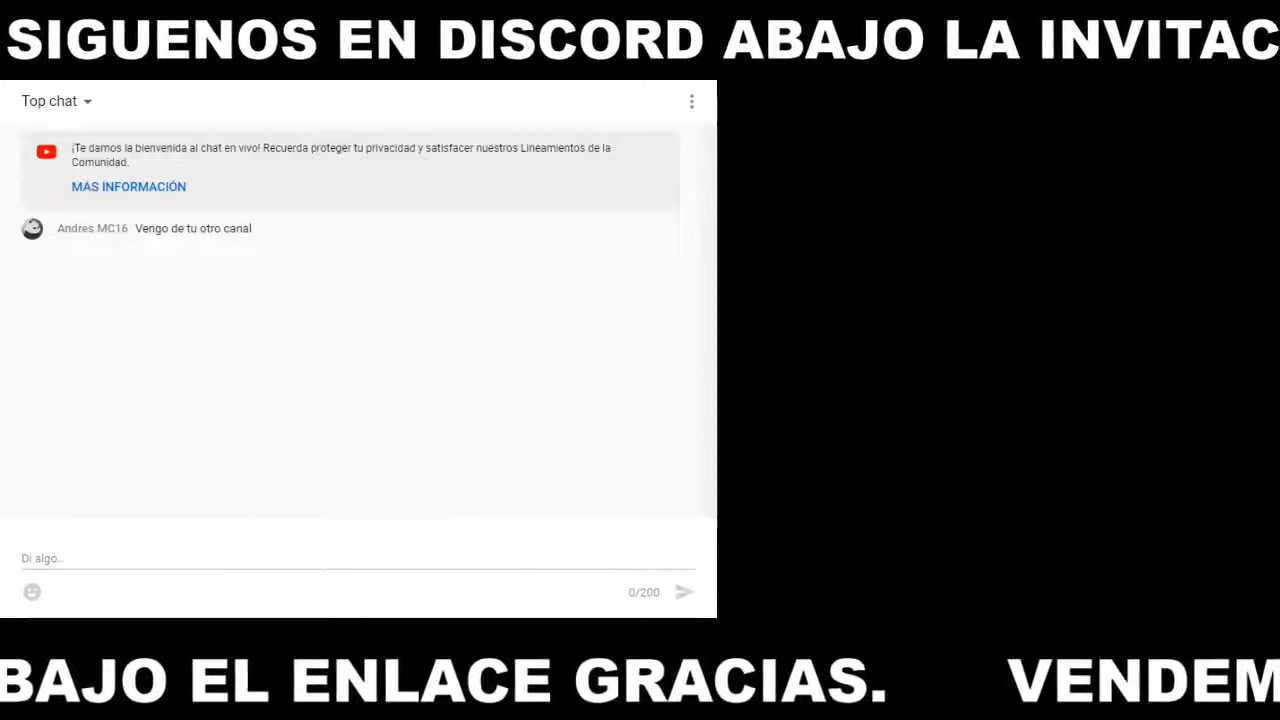 SIGUENOS EN DISCORD ABAJO LA INVITAC
Top chat
¡Te damos la bienvenida al chat en vivo! Recuerda proteger tu privacidad y satisfacer nuestros Lineamientos de la
Comunidad.
MÁS INFORMACIÓN
Andres MC16 Vengo de tu otro canal
Di algo...
0/200
BAJO EL ENLACE GRACIAS. VENDEM